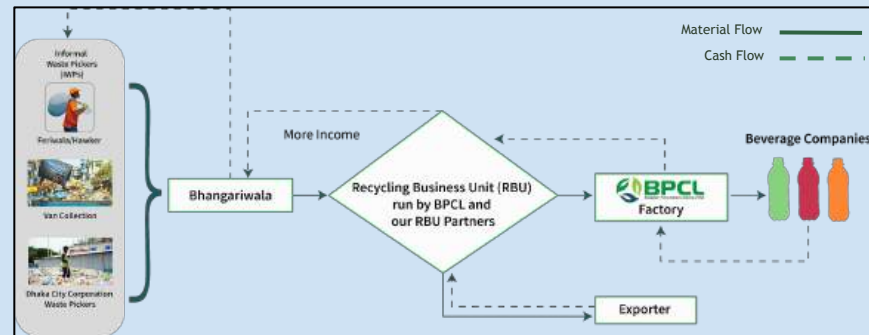 Material Flow
Cash Flow
Informal
Waste Pickers
(IWPs)
Feriwala/Hawker
Van Collection
Dhaka City Corporation
Waste Pickers
Bhangariwala
More Income
Recycling Business Unit (RBU)
run by BPCL and
our RBU Partners
BPCL
Factory
Beverage Companies
Exporter